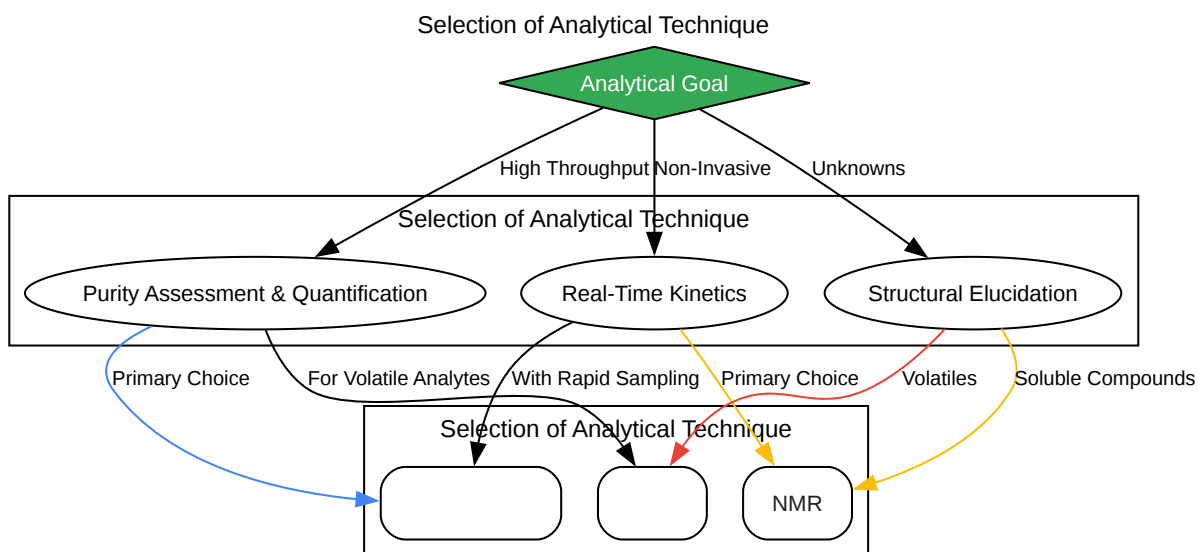 Selection of Analytical Technique
Analytical Goal
High Throughput
Non-Invasive
Unknowns
Selection of Analytical Technique
Purity Assessment & Quantification
Real-Time Kinetics
Structural Elucidation
Primary Choice
For Volatile Analytes
With Rapid Sampling
Primary Choice
Volatiles
Soluble Compounds
Selection of Analytical Technique
NMR